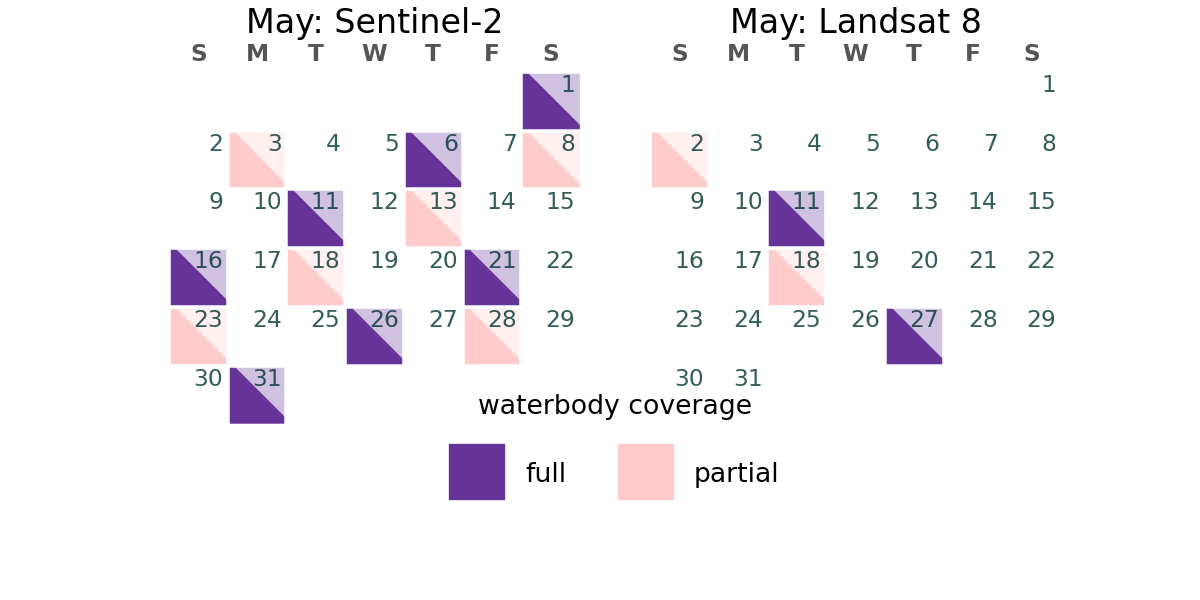 May: Sentinel-2
S M T W T F S
1
2 3 4 5 6 7 8
9 10 11 12 13 14 15
16 17 18 19 20 21 22
23 24 25 26 27 28 29
30 31
May: Landsat 8
S M T W T F S
1
2 3 4 5 6 7 8
9 10 11 12 13 14 15
16 17 18 19 20 21 22
23 24 25 26 27 28 29
30 31
waterbody coverage
full
partial